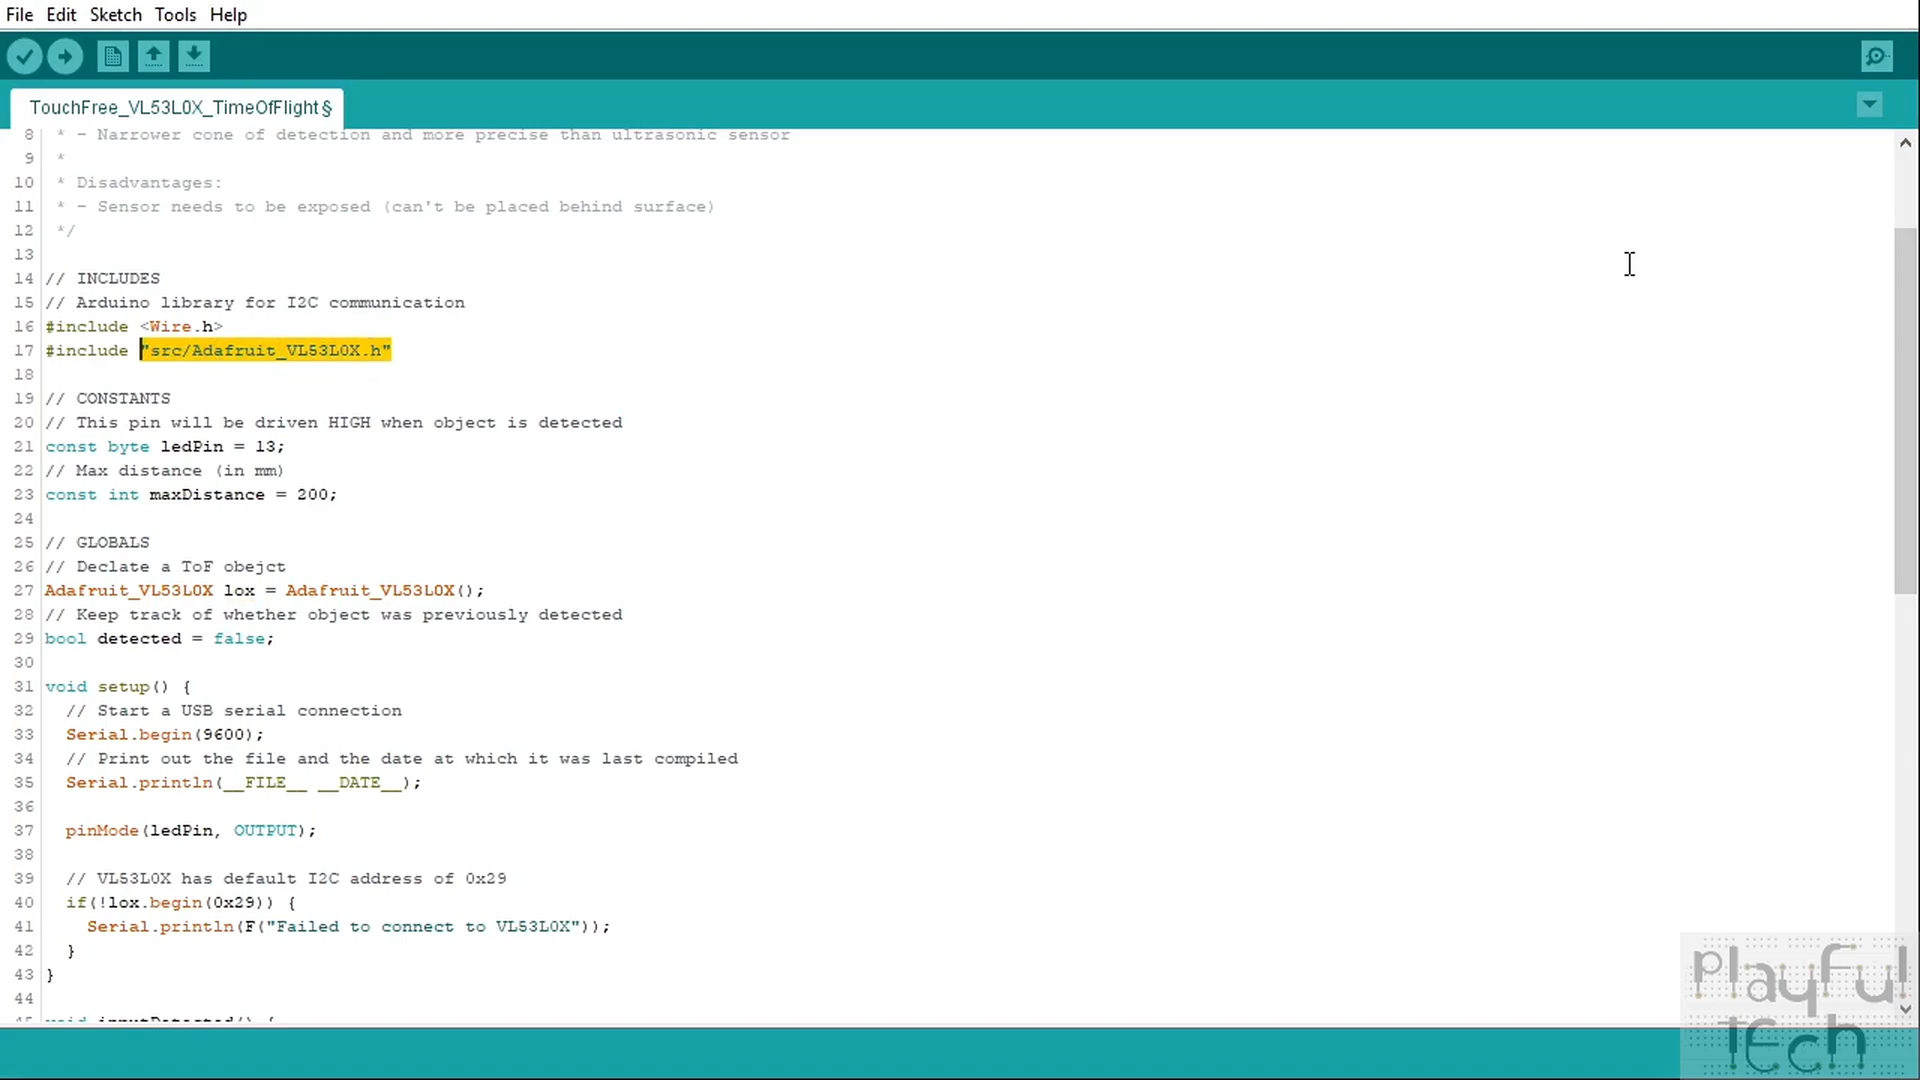 File Edit Sketch Tools Help
TouchFree_VL53L0X_TimeOfFlight §
8 * - Narrower cone of detection and more precise than ultrasonic sensor
9 *
10 * Disadvantages:
11 * - Sensor needs to be exposed (can't be placed behind surface)
12 */
13
14 // INCLUDES
15 // Arduino library for I2C communication
16 #include <Wire.h>
17 #include "src/Adafruit_VL53L0X.h"
18
19 // CONSTANTS
20 // This pin will be driven HIGH when object is detected
21 const byte ledPin = 13;
22 // Max distance (in mm)
23 const int maxDistance = 200;
24
25 // GLOBALS
26 // Declate a ToF obejct
27 Adafruit_VL53L0X lox = Adafruit_VL53L0X();
28 // Keep track of whether object was previously detected
29 bool detected = false;
30
31 void setup() {
32 // Start a USB serial connection
33 Serial.begin(9600);
34 // Print out the file and the date at which it was last compiled
35 Serial.println(__FILE__ __DATE__);
36
37 pinMode(ledPin, OUTPUT);
38
39 // VL53L0X has default I2C address of 0x29
40 if(!lox.begin(0x29)) {
41 Serial.println(F("Failed to connect to VL53L0X"));
42 }
43 }
44
45 void inputDetected() {
playful
tech